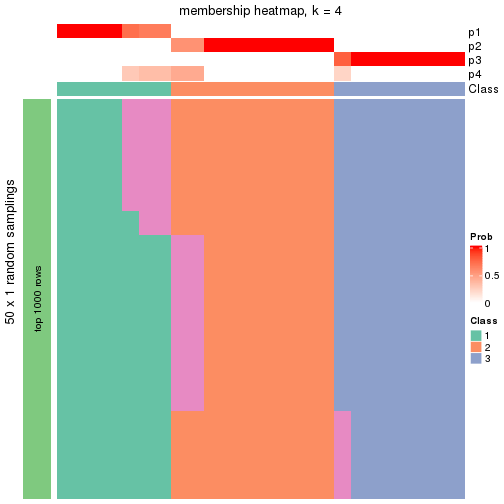 membership heatmap, k = 4
p1
p2
p3
p4
Class
50 x 1 random samplings
top 1000 rows
Prob
1
0.5
0
Class
1
2
3